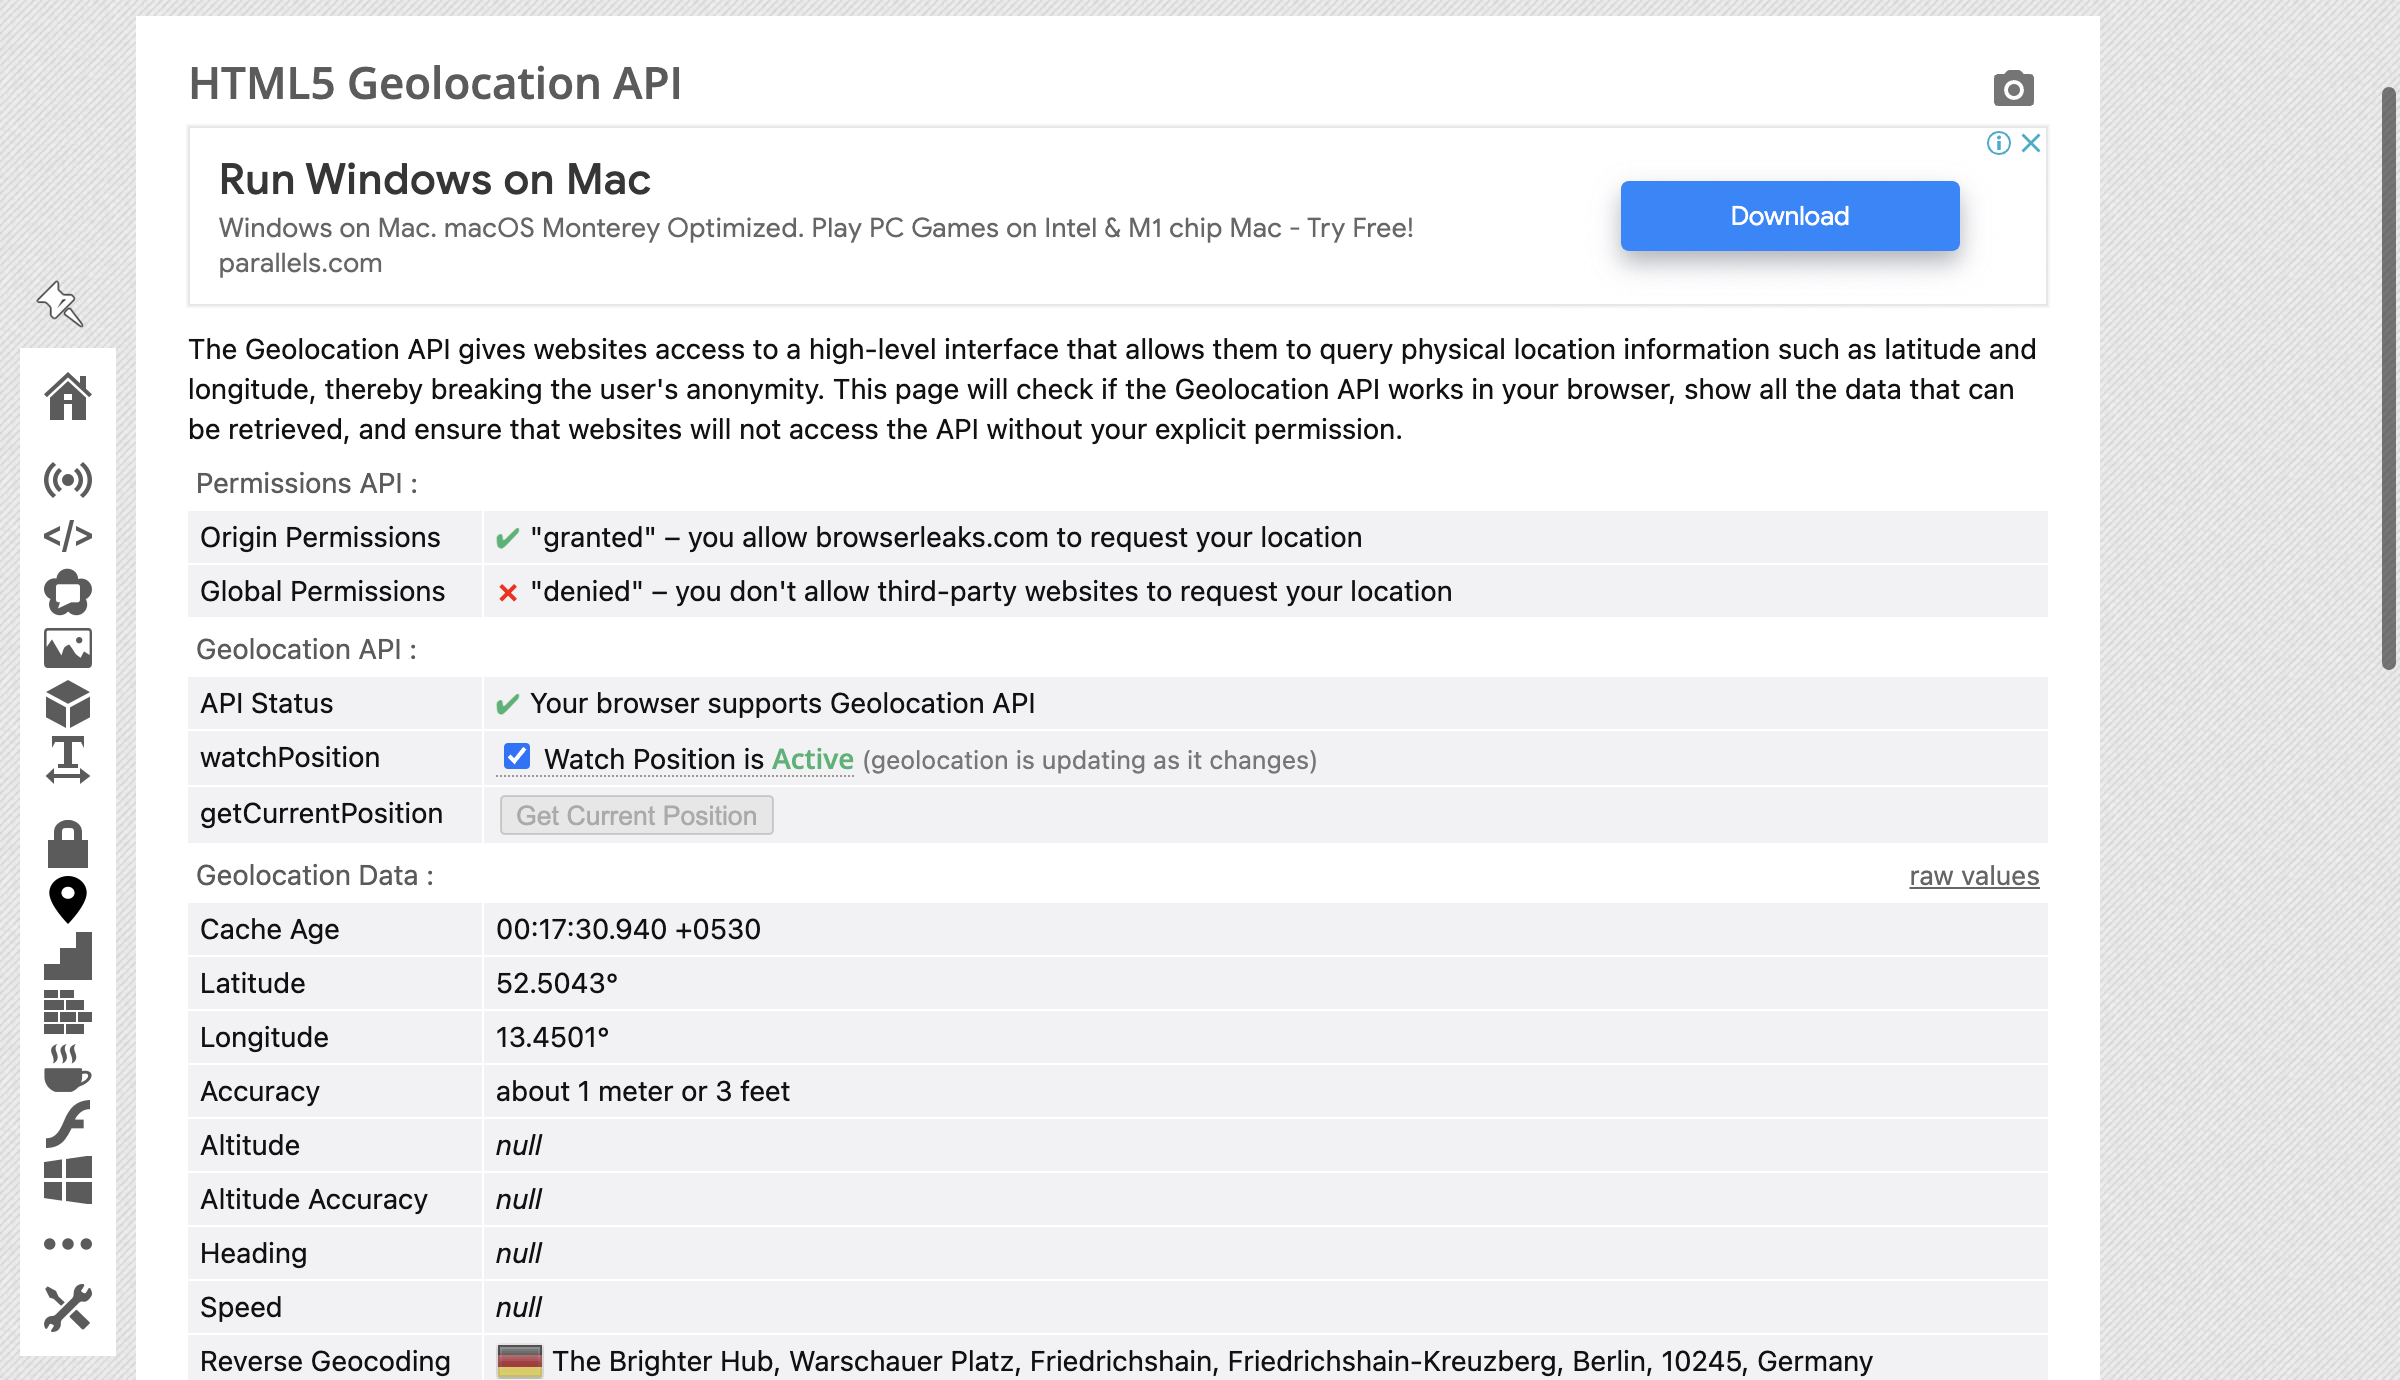 HTML5 Geolocation API
Run Windows on Mac
Windows on Mac. macOS Monterey Optimized. Play PC Games on Intel & M1 chip Mac - Try Free!
parallels.com
Download
The Geolocation API gives websites access to a high-level interface that allows them to query physical location information such as latitude and
longitude, thereby breaking the user's anonymity. This page will check if the Geolocation API works in your browser, show all the data that can
be retrieved, and ensure that websites will not access the API without your explicit permission.
Permissions API :
Origin Permissions ✔ "granted" – you allow browserleaks.com to request your location
Global Permissions ✕ "denied" – you don't allow third-party websites to request your location
Geolocation API :
API Status ✔ Your browser supports Geolocation API
watchPosition Watch Position is Active (geolocation is updating as it changes)
getCurrentPosition Get Current Position
Geolocation Data : raw values
Cache Age 00:17:30.940 +0530
Latitude 52.5043°
Longitude 13.4501°
Accuracy about 1 meter or 3 feet
Altitude null
Altitude Accuracy null
Heading null
Speed null
Reverse Geocoding The Brighter Hub, Warschauer Platz, Friedrichshain, Friedrichshain-Kreuzberg, Berlin, 10245, Germany